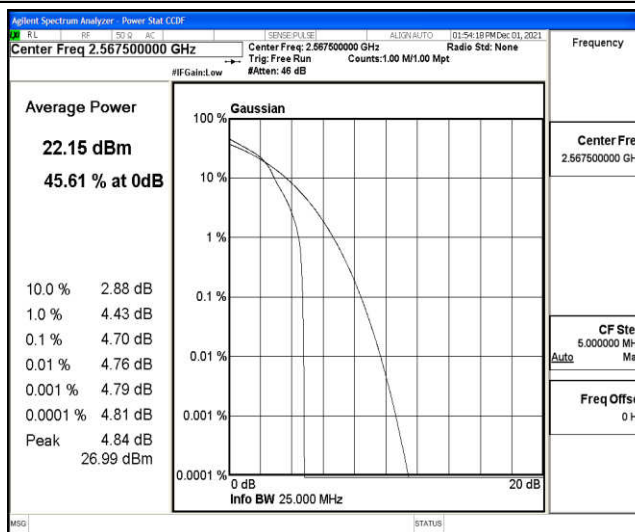 Agilent Spectrum Analyzer - Power Stat CCDF
RL RF 50 Ω AC SENSE:PULSE ALIGN AUTO 01:54:18 PM Dec 01, 2021
Center Freq 2.567500000 GHz
Center Freq: 2.567500000 GHz Radio Std: None
Trig: Free Run Counts:1.00 M/1.00 Mpt
#IFGain:Low #Atten: 46 dB
Frequency
Average Power
22.15 dBm
45.61 % at 0dB
10.0 % 2.88 dB
1.0 % 4.43 dB
0.1 % 4.70 dB
0.01 % 4.76 dB
0.001 % 4.79 dB
0.0001 % 4.81 dB
Peak 4.84 dB
26.99 dBm
Gaussian
100 %
10 %
1 %
0.1 %
0.01 %
0.001 %
0.0001 %
0 dB 20 dB
Info BW 25.000 MHz
Center Fre
2.567500000 GH
CF Ste
5.000000 MH
Auto Ma
Freq Offse
0 H
MSG STATUS